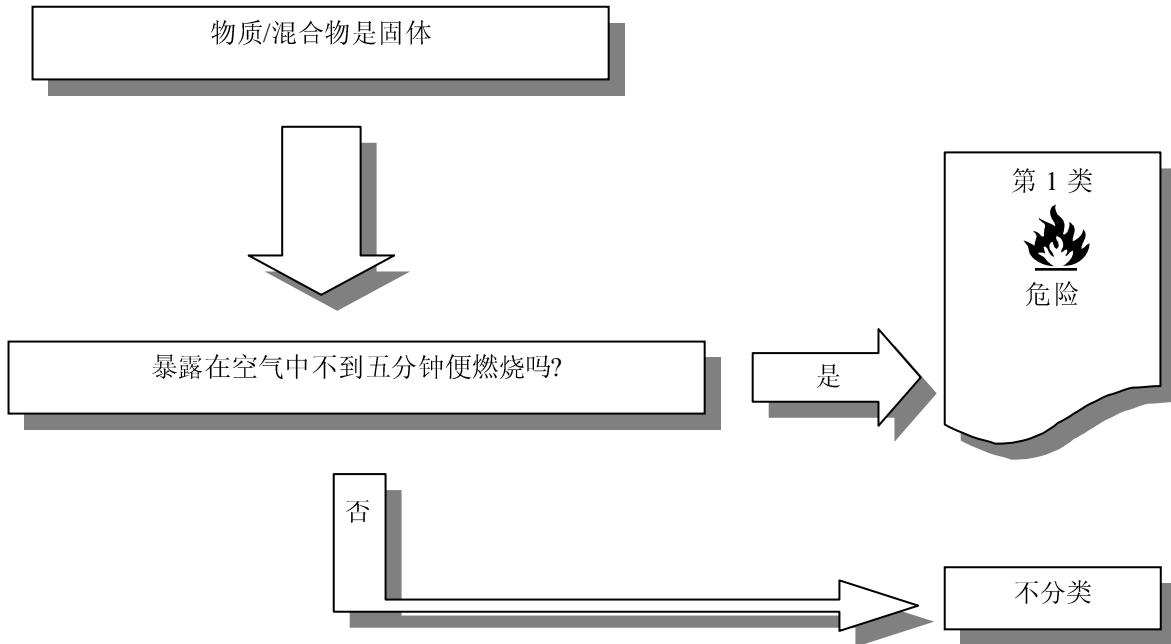 物质/混合物是固体
第 1 类
危险
暴露在空气中不到五分钟便燃烧吗?
是
否
不分类